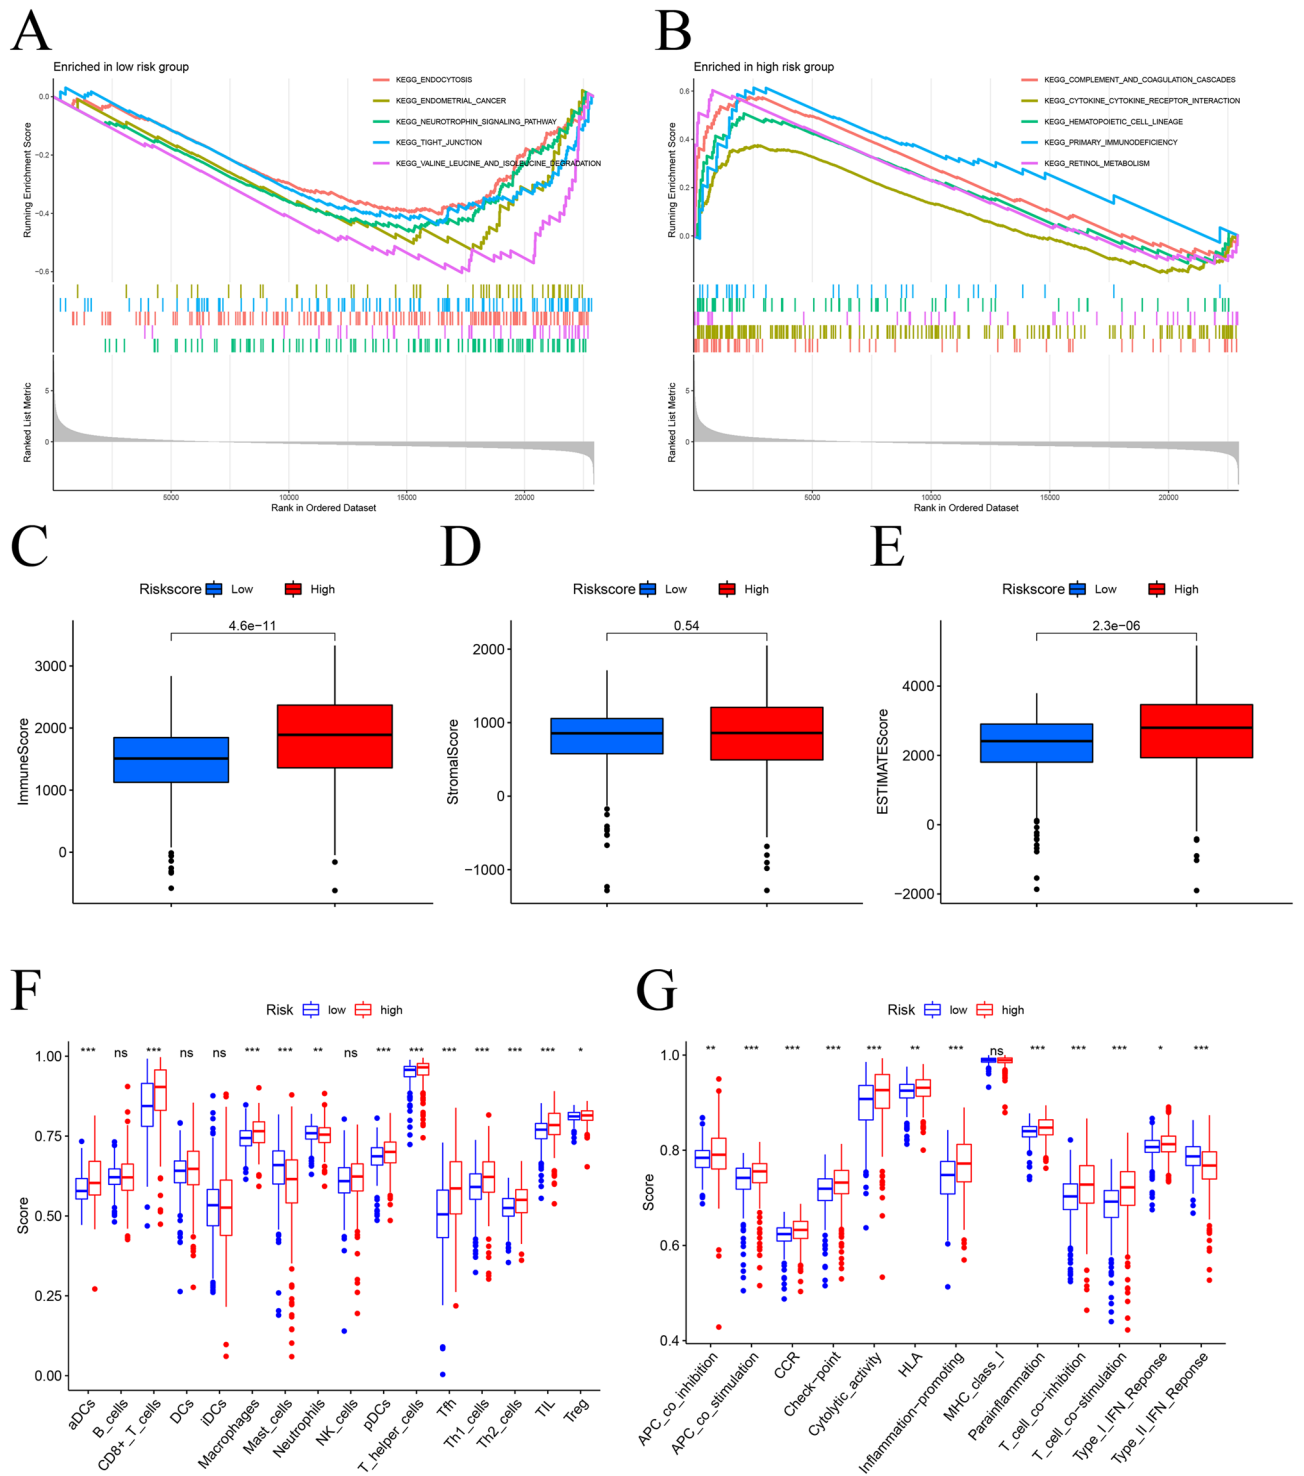 A
Enriched in low risk group
KEGG_ENDOCYTOSIS
KEGG_ENDOMETRIAL_CANCER
KEGG_NEUROTROPHIN_SIGNALING_PATHWAY
KEGG_TIGHT_JUNCTION
KEGG_VALINE_LEUCINE_AND_ISOLEUCINE_DEGRADATION
Running Enrichment Score
0.0
−0.2
−0.4
−0.6
Ranked List Metric
5
0
5000
10000
15000
20000
Rank in Ordered Dataset
B
Enriched in high risk group
KEGG_COMPLEMENT_AND_COAGULATION_CASCADES
KEGG_CYTOKINE_CYTOKINE_RECEPTOR_INTERACTION
KEGG_HEMATOPOIETIC_CELL_LINEAGE
KEGG_PRIMARY_IMMUNODEFICIENCY
KEGG_RETINOL_METABOLISM
Running Enrichment Score
0.6
0.4
0.2
0.0
Ranked List Metric
5
0
5000
10000
15000
20000
Rank in Ordered Dataset
C
Riskscore Low High
4.6e−11
ImmuneScore
3000
2000
1000
0
D
Riskscore Low High
0.54
StromalScore
2000
1000
0
−1000
E
Riskscore Low High
2.3e−06
ESTIMATEScore
4000
2000
0
−2000
F
Risk low high
*** ns *** ns ns *** *** ** ns *** *** *** *** *** *** *
Score
1.00
0.75
0.50
0.25
0.00
aDCs
B_cells
CD8+_T_cells
DCs
iDCs
Macrophages
Mast_cells
Neutrophils
NK_cells
pDCs
T_helper_cells
Tfh
Th1_cells
Th2_cells
TIL
Treg
G
Risk low high
** *** *** *** *** ** *** ns *** *** *** * ***
Score
1.0
0.8
0.6
0.4
APC_co_inhibition
APC_co_stimulation
CCR
Check−point
Cytolytic_activity
HLA
Inflammation−promoting
MHC_class_I
Parainflammation
T_cell_co−inhibition
T_cell_co−stimulation
Type_I_IFN_Reponse
Type_II_IFN_Reponse